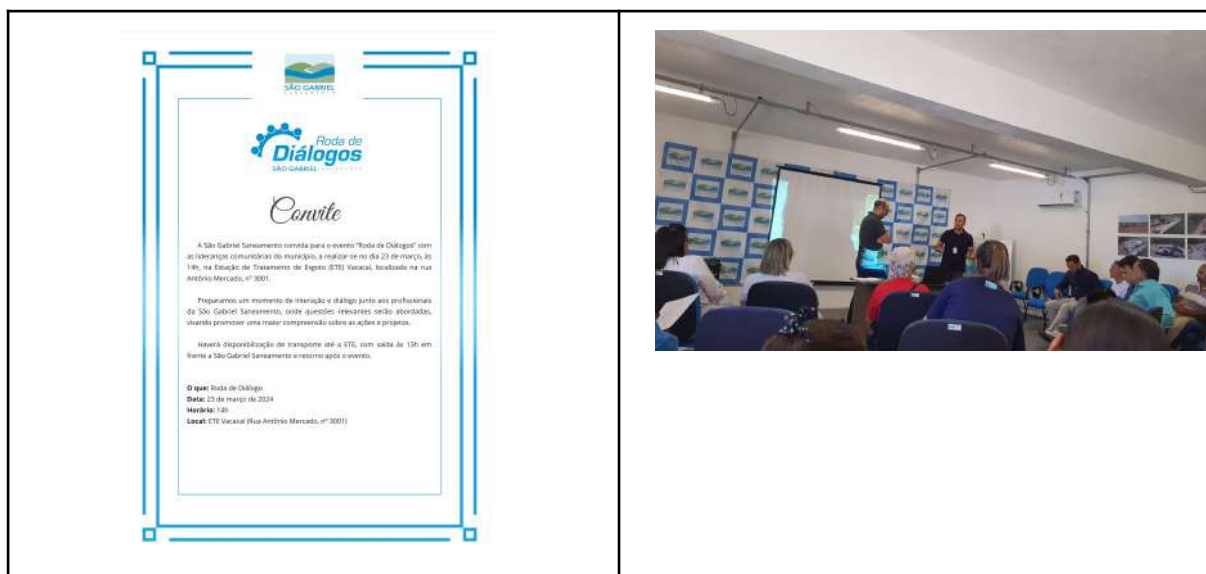 SÃO GABRIEL
SANEAMENTO
Roda de
Diálogos
SÃO GABRIEL SANEAMENTO
Convite
A São Gabriel Saneamento convida para o evento "Roda de Diálogos" com
as lideranças comunitárias do município, a realizar-se no dia 23 de março, às
14h, na Estação de Tratamento de Esgoto (ETE) Vacacaí, localizada na rua
Antônio Mercado, nº 3001.
Preparamos um momento de interação e diálogo junto aos profissionais
da São Gabriel Saneamento, onde questões relevantes serão abordadas,
visando promover uma maior compreensão sobre as ações e projetos.
Haverá disponibilização de transporte até a ETE, com saída às 13h em
frente a São Gabriel Saneamento e retorno após o evento.
O que: Roda de Diálogo
Data: 23 de março de 2024
Horário: 14h
Local: ETE Vacacaí (Rua Antônio Mercado, nº 3001)